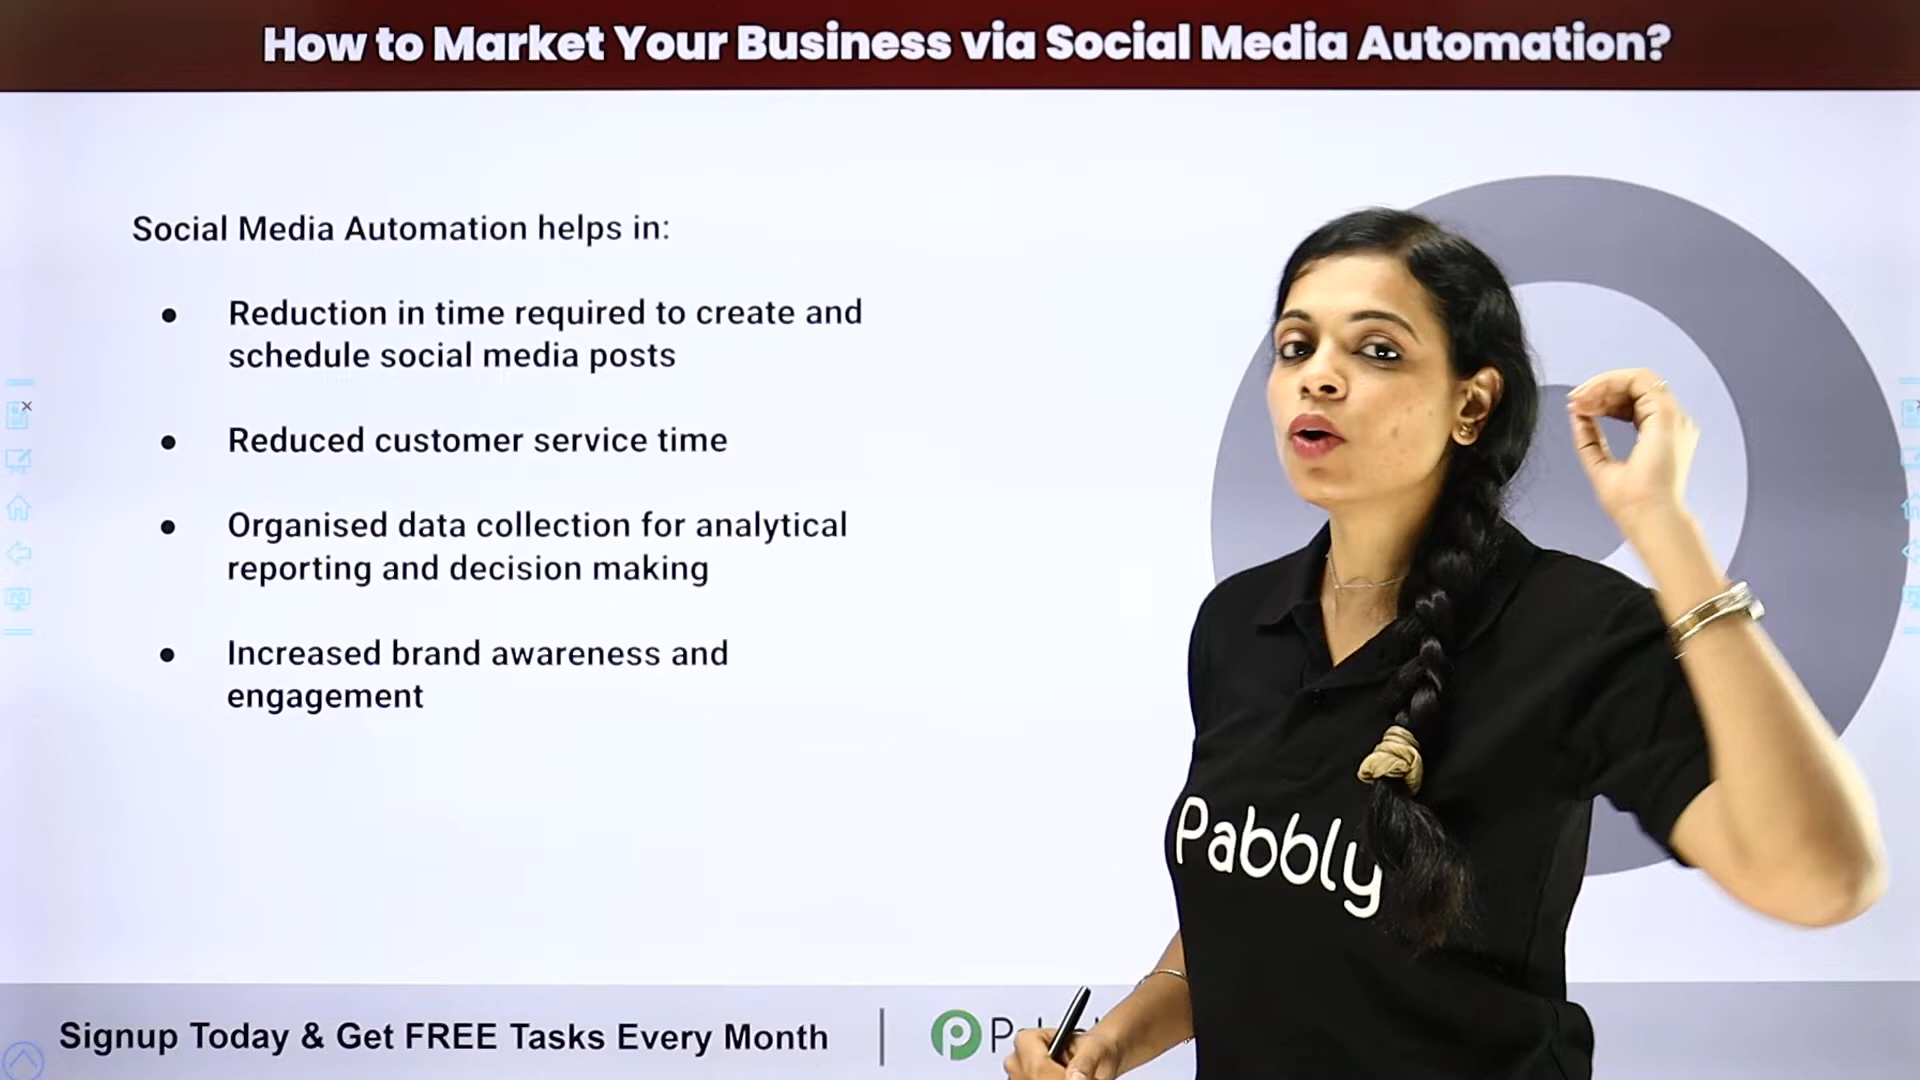 How to Market Your Business via Social Media Automation?
Social Media Automation helps in:
● Reduction in time required to create and
schedule social media posts
● Reduced customer service time
● Organised data collection for analytical
reporting and decision making
● Increased brand awareness and
engagement
Pabbly
Signup Today & Get FREE Tasks Every Month